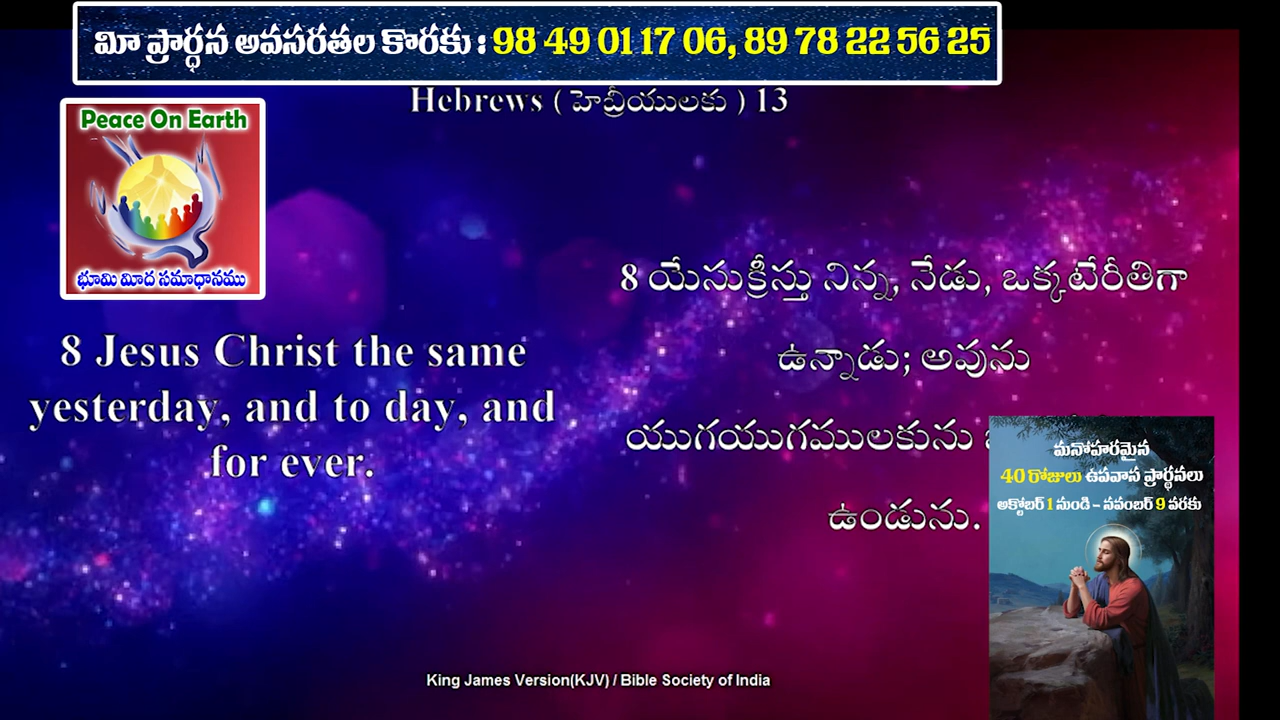 మీ ప్రార్ధన అవసరతల కొరకు : 98 49 01 17 06, 89 78 22 56 25
Hebrews ( హెబ్రీయులకు ) 13
Peace On Earth
భూమి మీద సమాధానము
8 Jesus Christ the same
yesterday, and to day, and
for ever.
8 యేసుక్రీస్తు నిన్న, నేడు, ఒక్కటేరీతిగా
ఉన్నాడు; అవును
యుగయుగములకును
ఉండును.
మనోహరమైన
40 రోజులు ఉపవాస ప్రార్థనలు
అక్టోబర్ 1 నుండి - నవంబర్ 9 వరకు
King James Version(KJV) / Bible Society of India